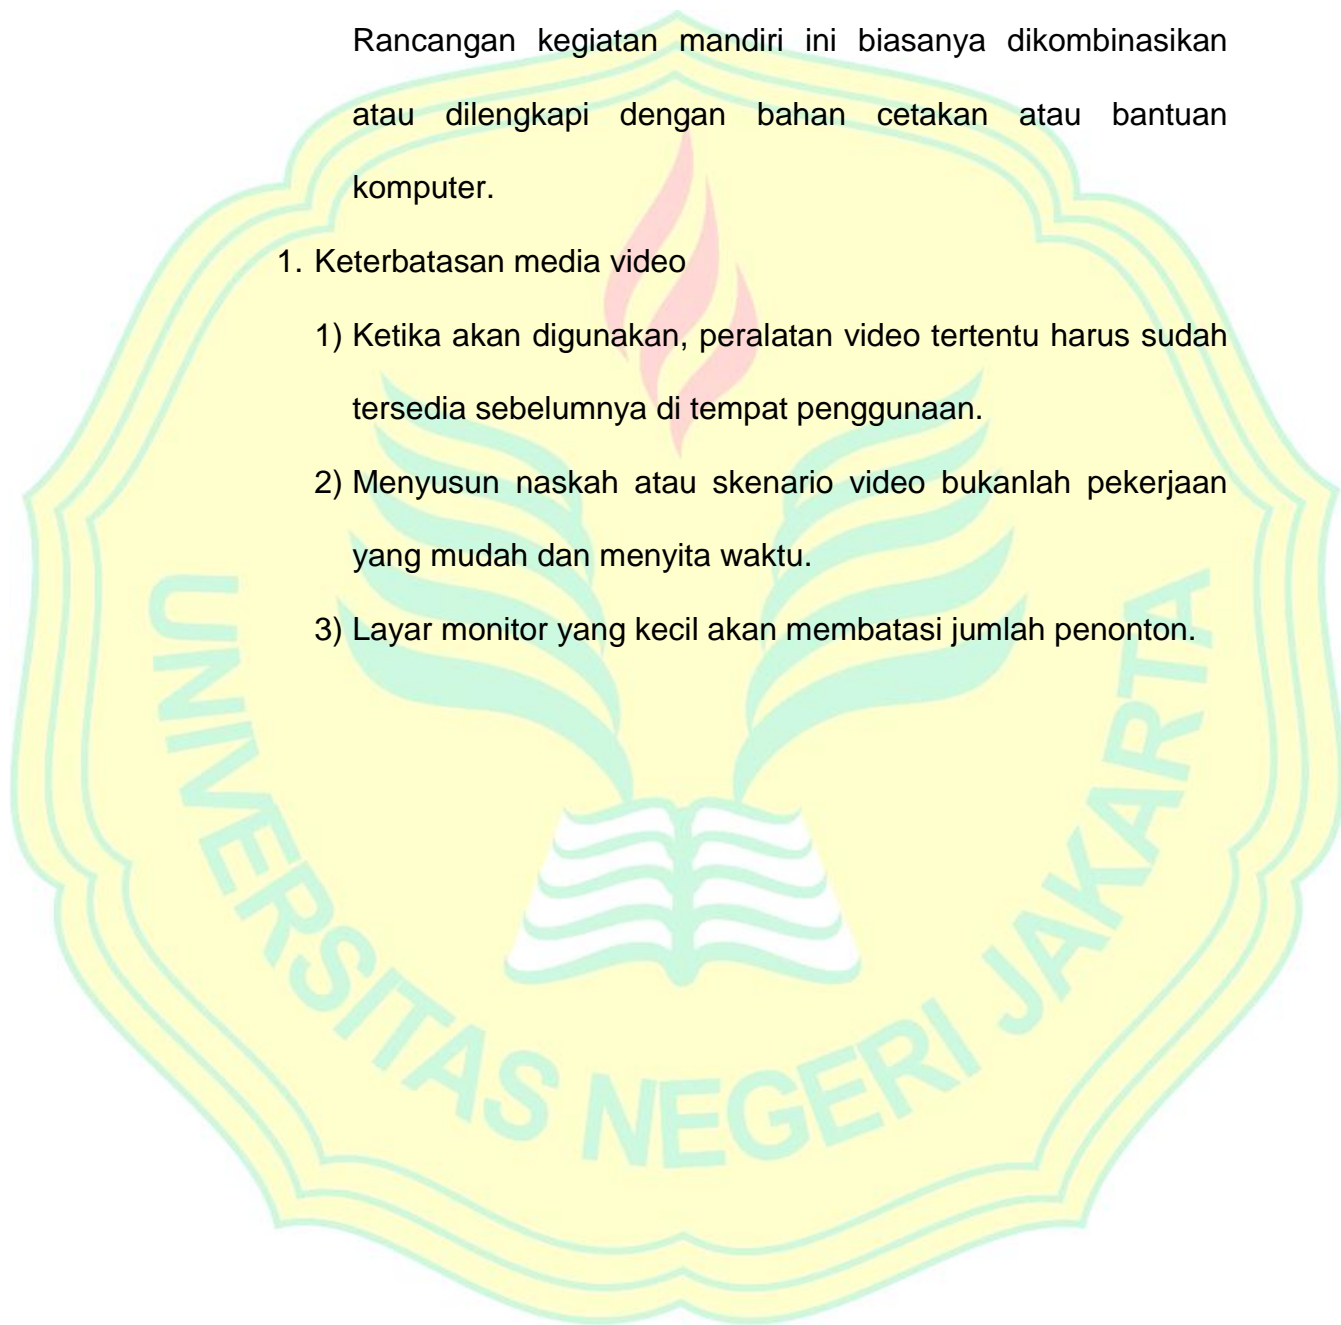 Rancangan kegiatan mandiri ini biasanya dikombinasikan
atau dilengkapi dengan bahan cetakan atau bantuan
komputer.
1. Keterbatasan media video
1) Ketika akan digunakan, peralatan video tertentu harus sudah
tersedia sebelumnya di tempat penggunaan.
2) Menyusun naskah atau skenario video bukanlah pekerjaan
yang mudah dan menyita waktu.
3) Layar monitor yang kecil akan membatasi jumlah penonton.
UNIVERSITAS NEGERI JAKARTA